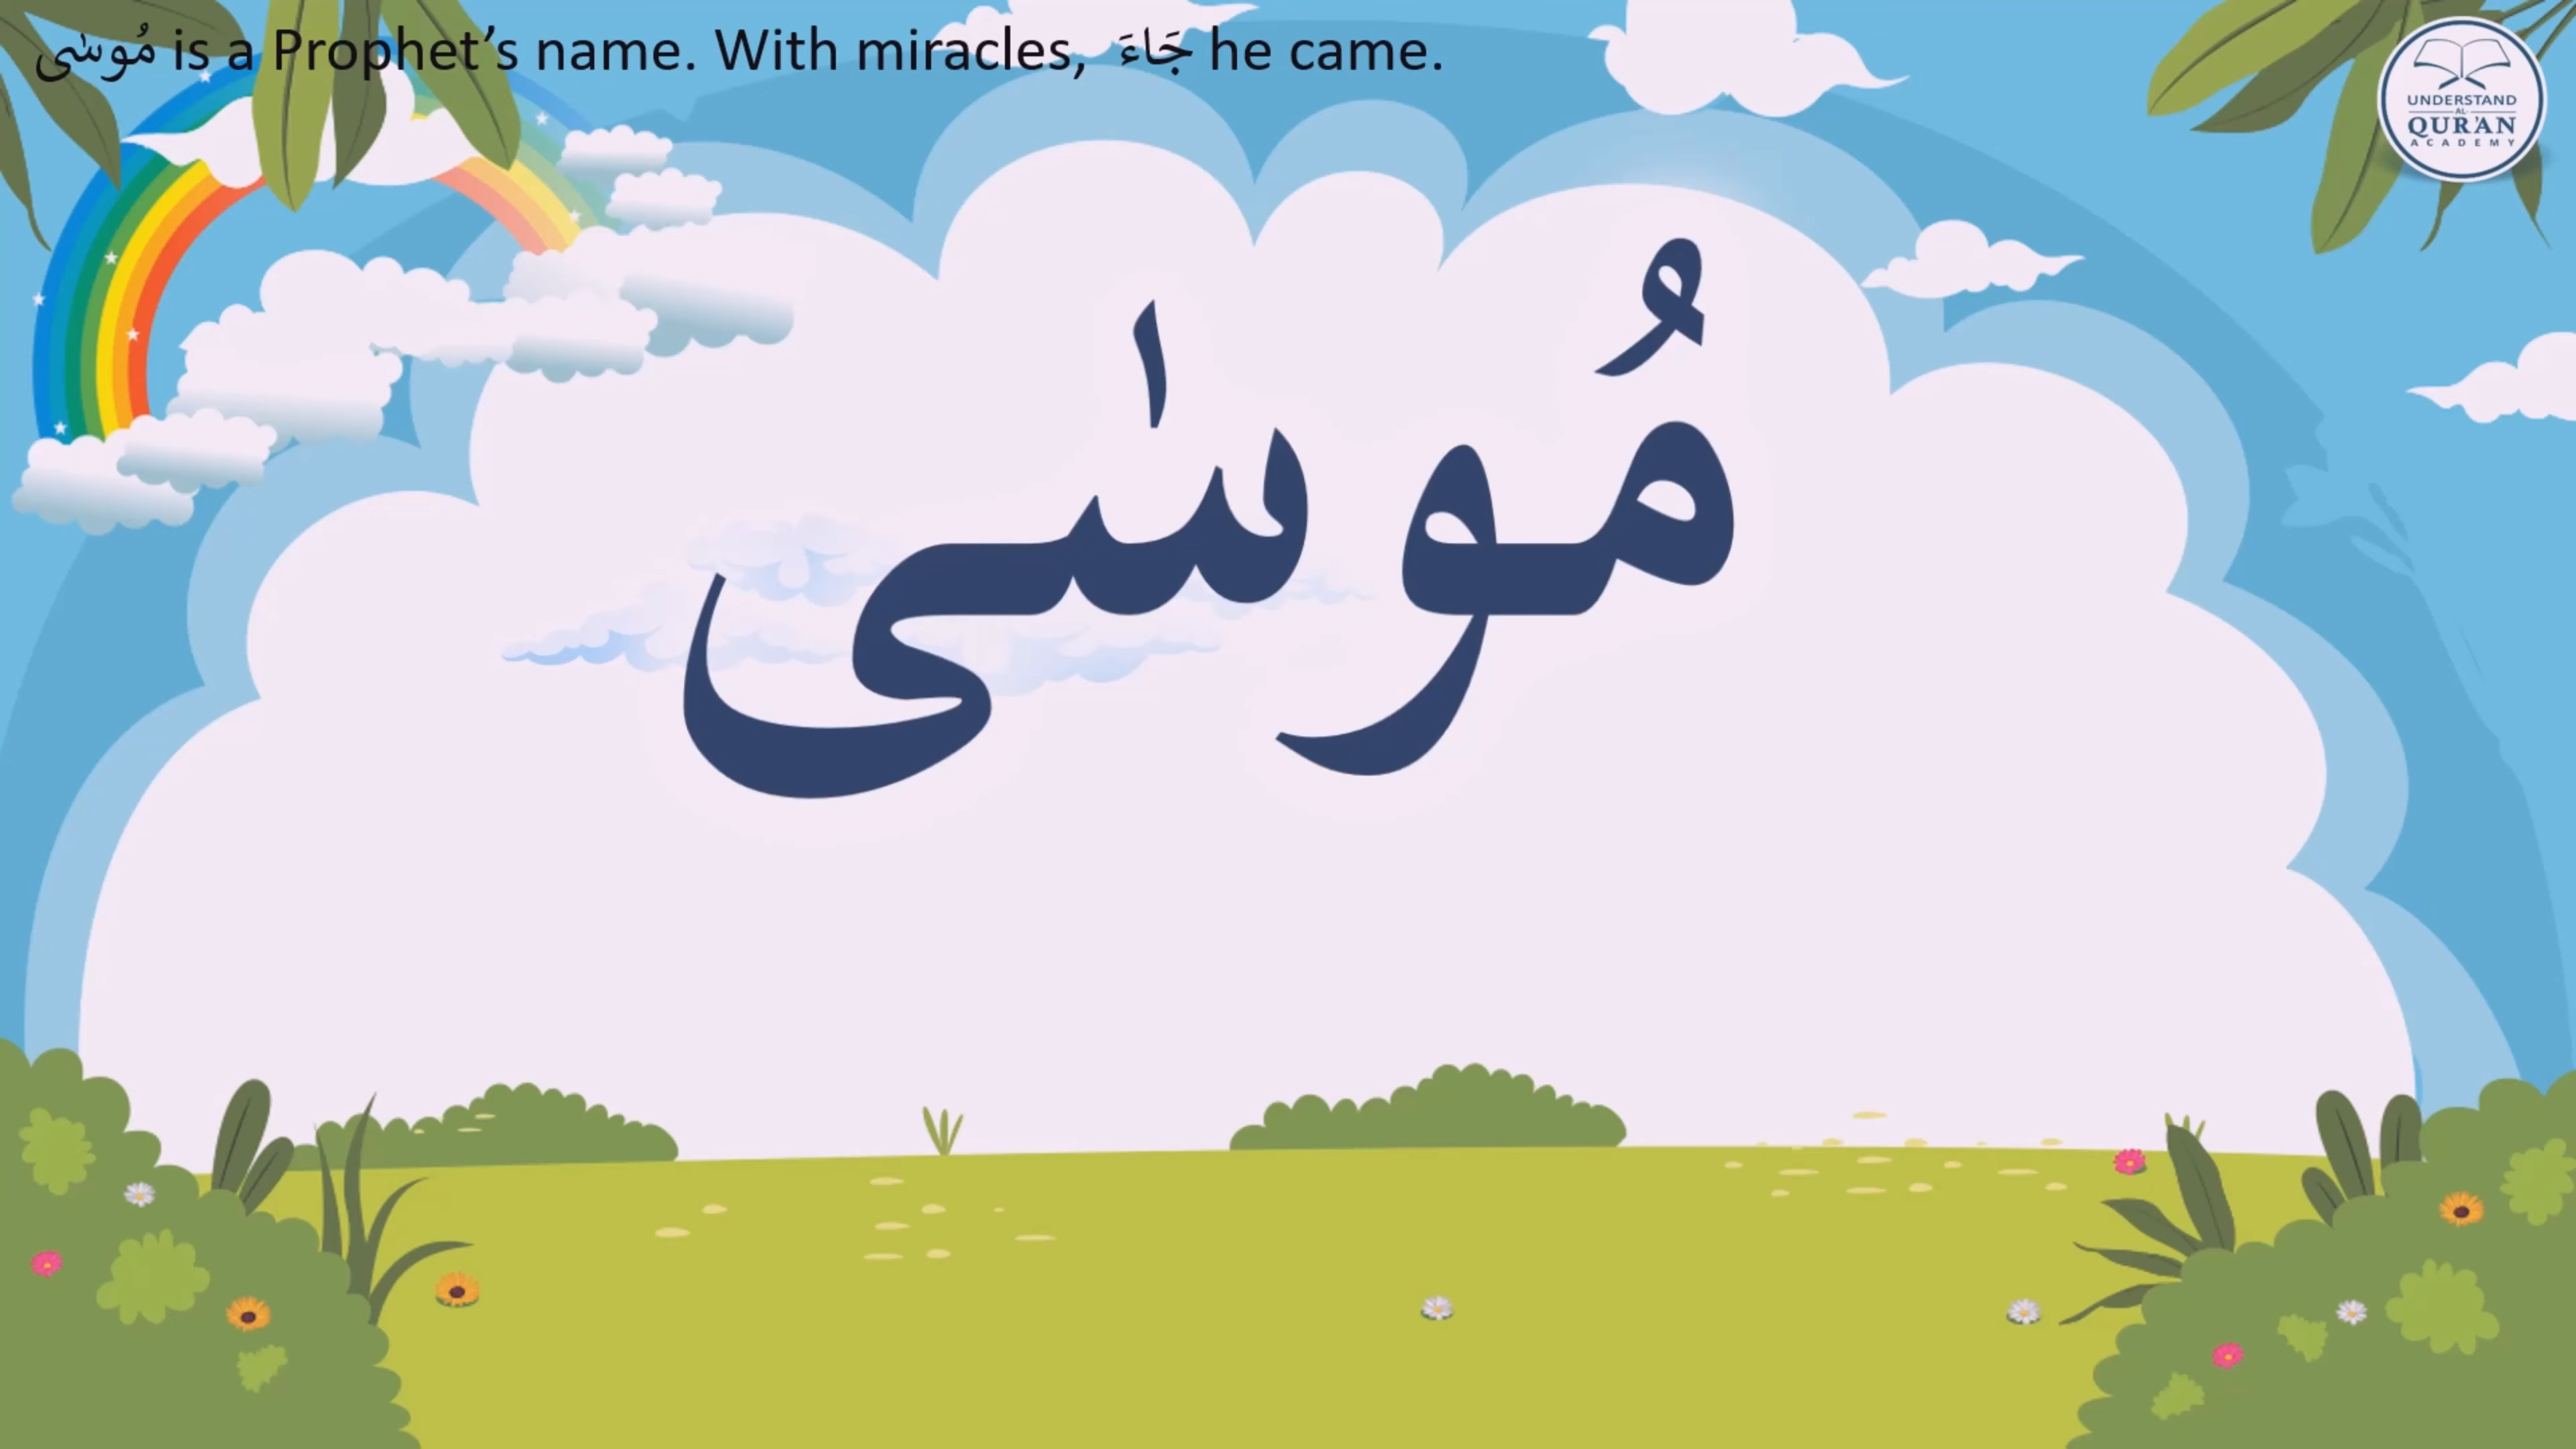 مُوسٰى is a Prophet’s name. With miracles, جَاءَ he came.
UNDERSTAND
AL
QUR'AN
ACADEMY
مُوسٰى